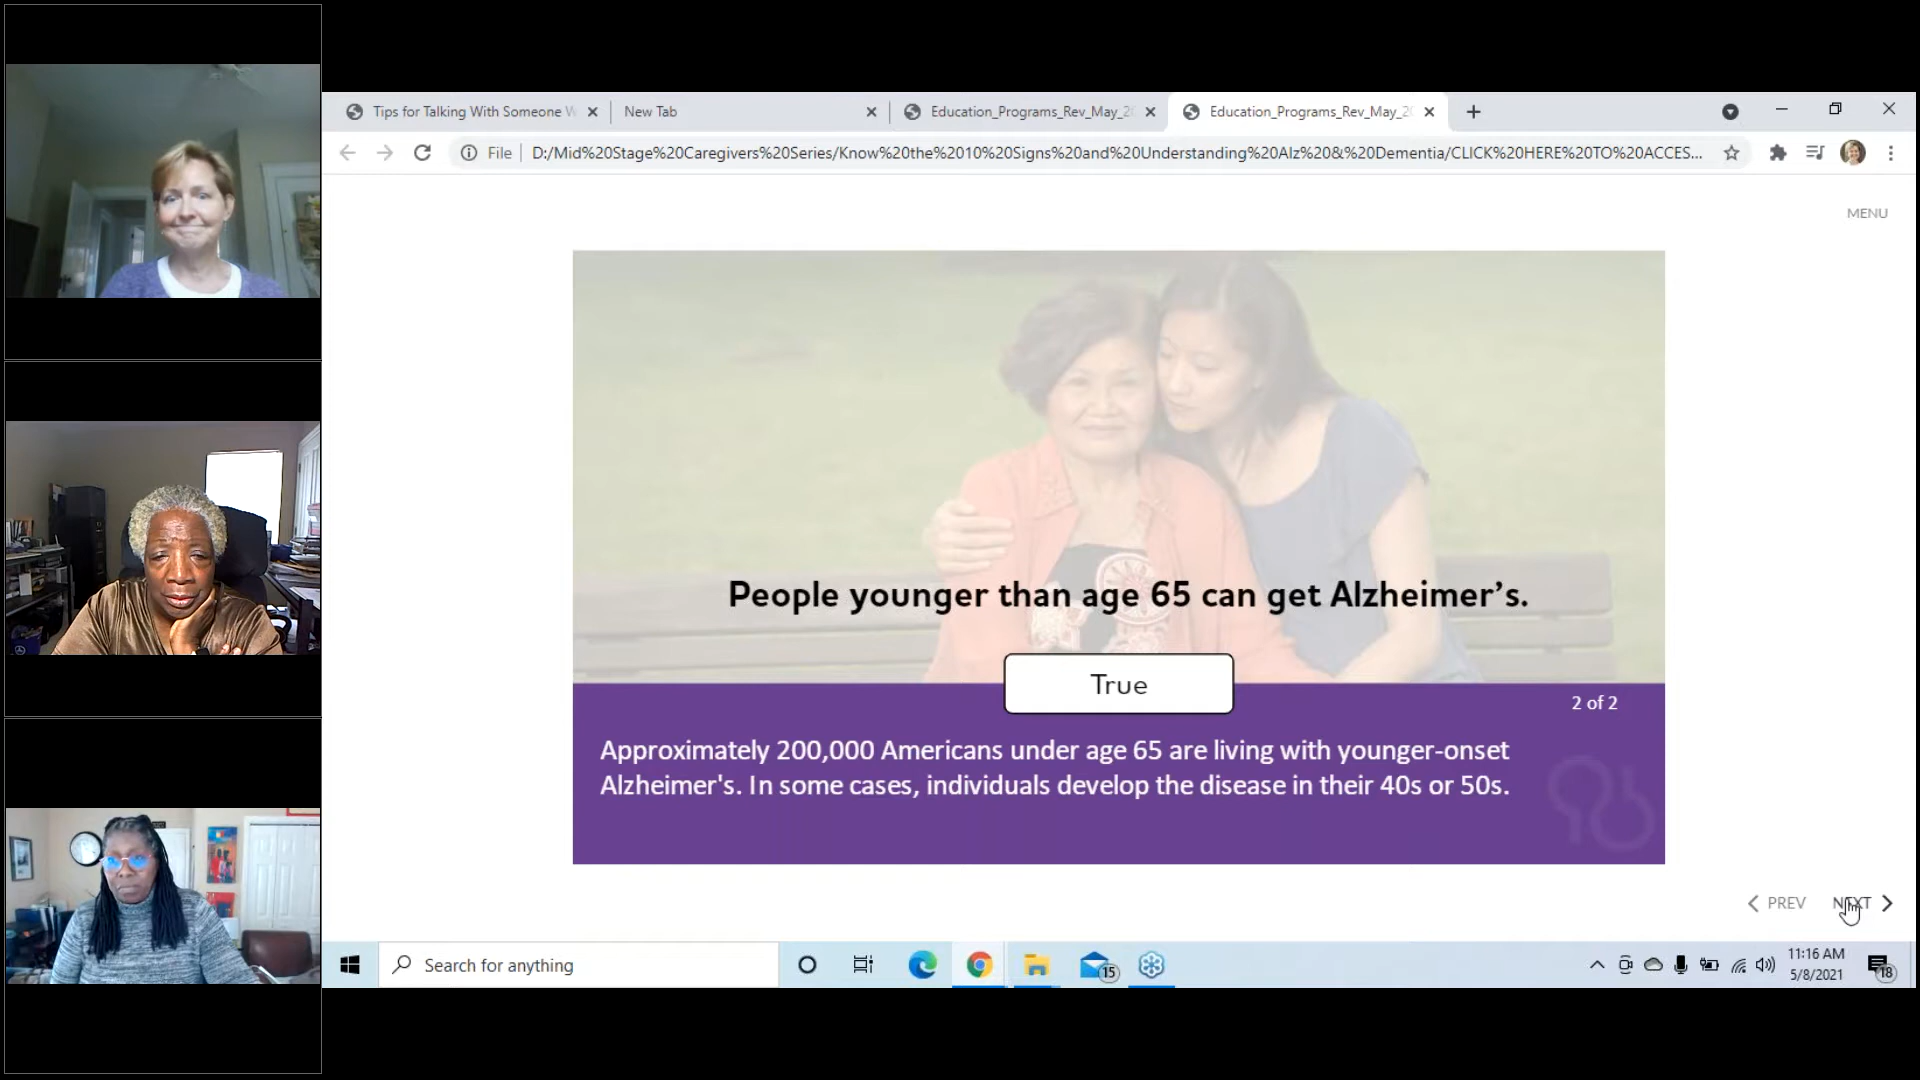 Tips for Talking With Someone W
New Tab
Education_Programs_Rev_May_20
Education_Programs_Rev_May_20
File
D:/Mid%20Stage%20Caregivers%20Series/Know%20the%2010%20Signs%20and%20Understanding%20Alz%20&%20Dementia/CLICK%20HERE%20TO%20ACCES...
MENU
People younger than age 65 can get Alzheimer’s.
True
2 of 2
Approximately 200,000 Americans under age 65 are living with younger-onset
Alzheimer's. In some cases, individuals develop the disease in their 40s or 50s.
PREV
NEXT
Search for anything
15
11:16 AM
5/8/2021
18